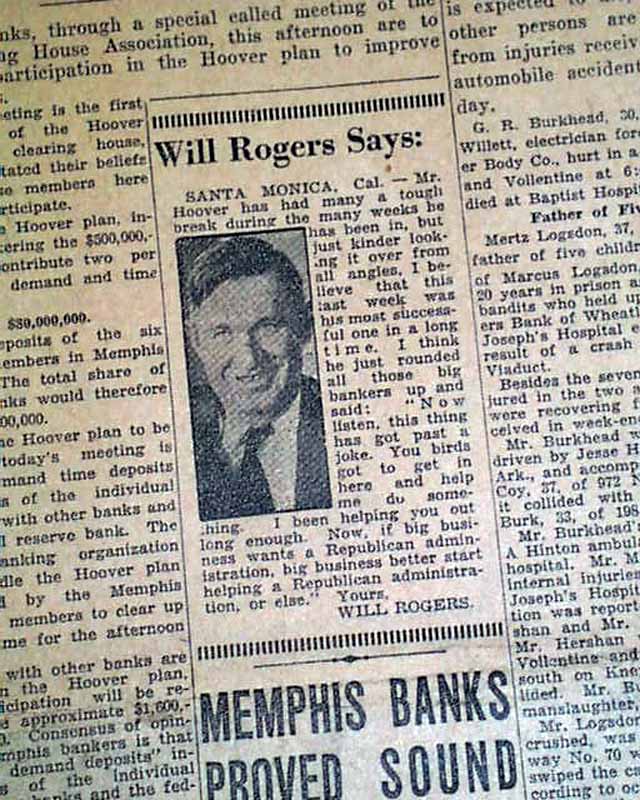 nks, through a special called meeting of the
ng House Association, this afternoon are to
articipation in the Hoover plan to improve
eeting is the first
of the Hoover
clearing house,
tated their beliefs
se members here
rticipate.
e Hoover plan, in-
ering the $500,000,-
ontribute two per
demand and time
$30,000,000.
eposits of the six
embers in Memphis
The total share of
nks would therefore
00,000.
he Hoover plan to be
today's meeting is
mand time deposits
s of the individual
with other banks and
l reserve bank. The
anking organization
dle the Hoover plan
d by the Memphis
members to clear up
me for the afternoon
with other banks are
n the Hoover plan.
icipation will be re-
d approximate $1,600,-
0. Consensus of opin-
mphis bankers is that
demand deposits" in-
s of the individual
banks and the fed-
Will Rogers Says:
SANTA MONICA, Cal. — Mr.
Hoover has had many a tough
break during the many weeks he
has been in, but
just kinder look-
ing it over from
all angles, I be-
lieve that this
last week was
his most success-
ful one in a long
time. I think
he just rounded
all those big
bankers up and
said: "Now
listen, this thing
has got past a
joke. You birds
got to get in
here and help
me do some-
thing. I been helping you out
long enough. Now, if big busi-
ness wants a Republican admin-
istration, big business better start
helping a Republican administra-
tion, or else." Yours,
WILL ROGERS.
MEMPHIS BANKS
PROVED SOUND
is expected to
other persons are
from injuries receiv
automobile accident
day.
G. R. Burkhead, 30,
Willett, electrician for
er Body Co., hurt in a
and Vollentine at 6:
died at Baptist Hospi
Father of Fiv
Mertz Logsdon, 37,
father of five childr
of Marcus Logsdon
20 years in prison a
bandits who held u
ers Bank of Wheatl
Joseph's Hospital
result of a crash
Viaduct.
Besides the seven
jured in the two
were recovering f
ceived in week-en
Mr. Burkhead w
driven by Jesse H
Ark., and accomp
Coy, 37, of 972
it collided with
Burk, 33, of 198
Mr. Burkhead'
A Hinton ambul
hospital. Mr. M
internal injuries
Joseph's Hospit
tion was report
shan and Mr.
Mr. Hershan
Vollentine and
south on Kne
lided. Mr. B
manslaughter
Mr. Logsdo
crushed, was
way No. 70 w
swiped the c
cording to